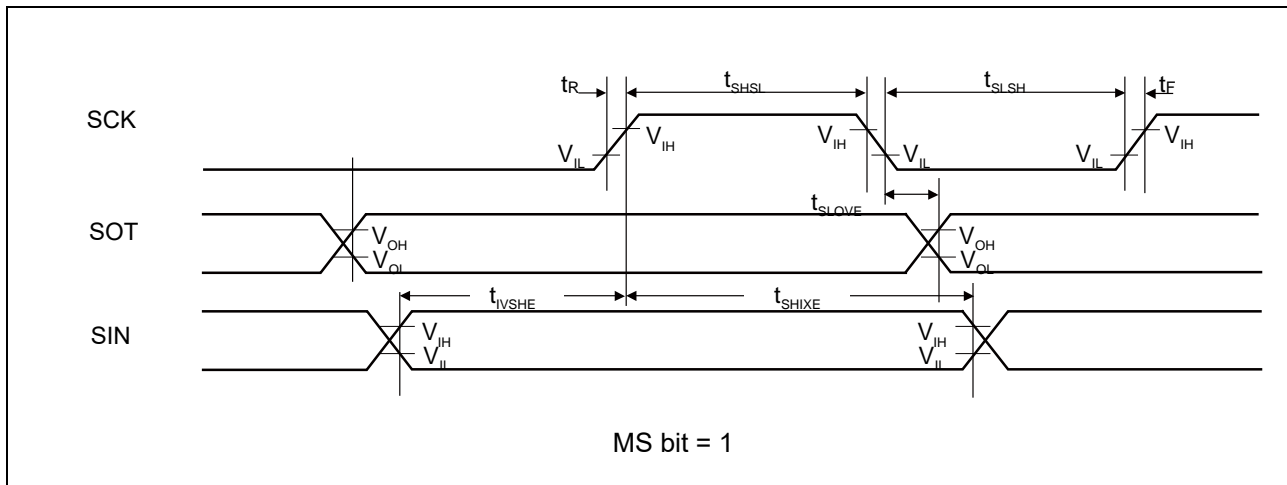 tR tSHSL tSLSH tF
SCK
VIH VIH VIH
VIL VIL VIL
tSLOVE
SOT
VOH VOH
VOL VOL
tIVSHE tSHIXE
SIN
VIH VIH
VIL VIL
MS bit = 1